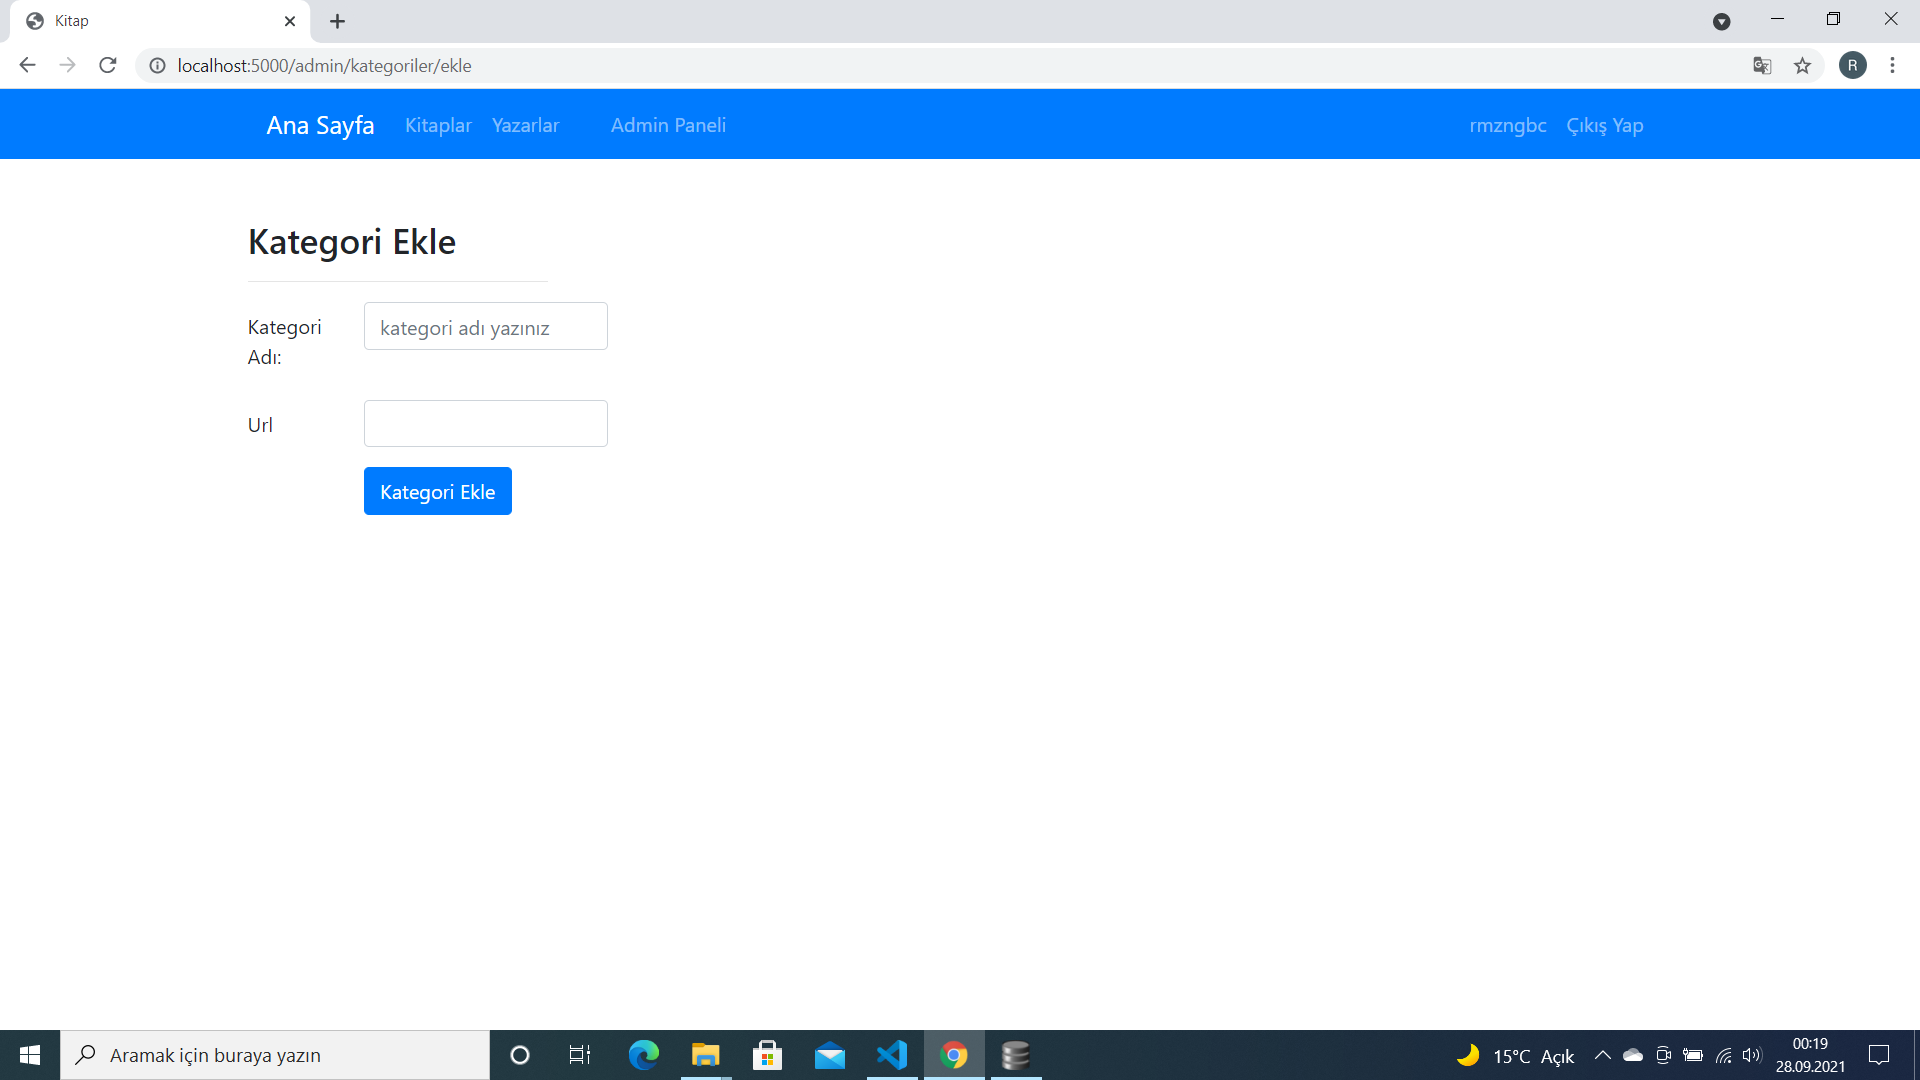 Kitap
localhost:5000/admin/kategoriler/ekle
R
Ana Sayfa Kitaplar Yazarlar Admin Paneli rmzngbc Çıkış Yap
Kategori Ekle
Kategori Adı:
kategori adı yazınız
Url
Kategori Ekle
Aramak için buraya yazın
15°C Açık
00:19
28.09.2021